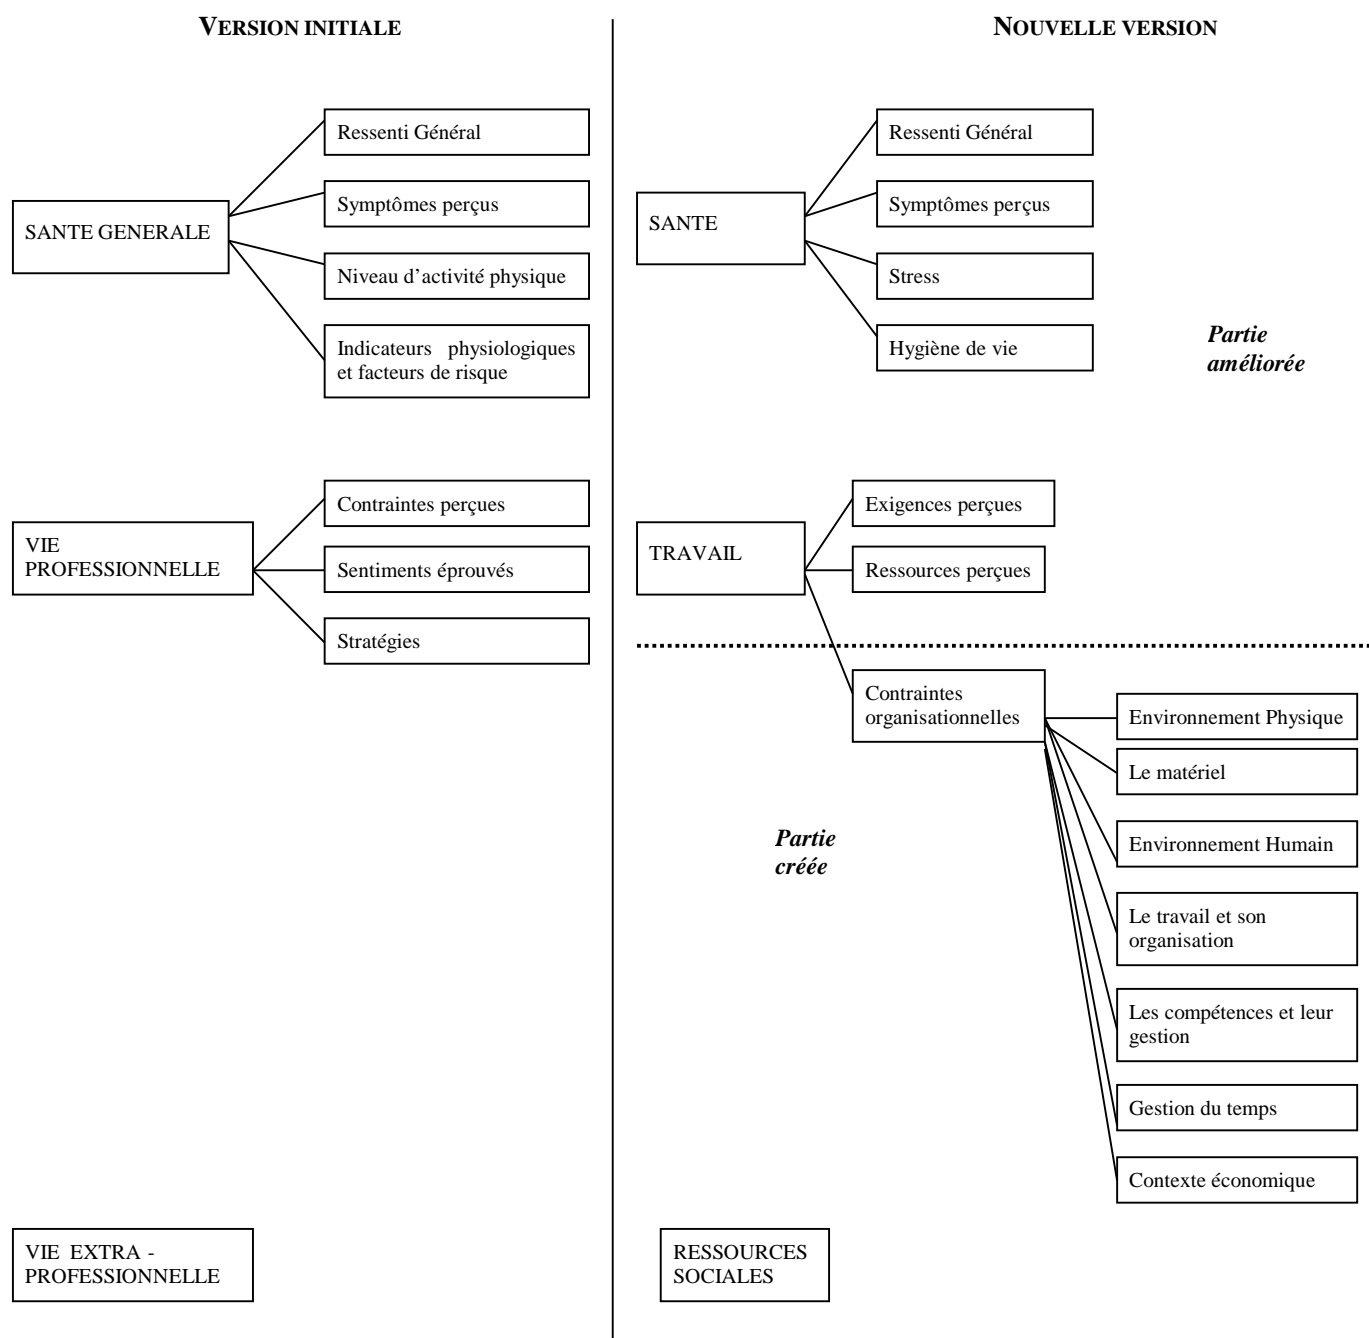 VERSION INITIALE
Ressenti Général
Symptômes perçus
SANTE GENERALE
Niveau d’activité physique
Indicateurs physiologiques
et facteurs de risque
Contraintes perçues
VIE
PROFESSIONNELLE
Sentiments éprouvés
Stratégies
VIE EXTRA -
PROFESSIONNELLE
NOUVELLE VERSION
Ressenti Général
Symptômes perçus
SANTE
Stress
Hygiène de vie
Partie
améliorée
Exigences perçues
TRAVAIL
Ressources perçues
Contraintes
organisationnelles
Environnement Physique
Le matériel
Partie
créée
Environnement Humain
Le travail et son
organisation
Les compétences et leur
gestion
Gestion du temps
Contexte économique
RESSOURCES
SOCIALES